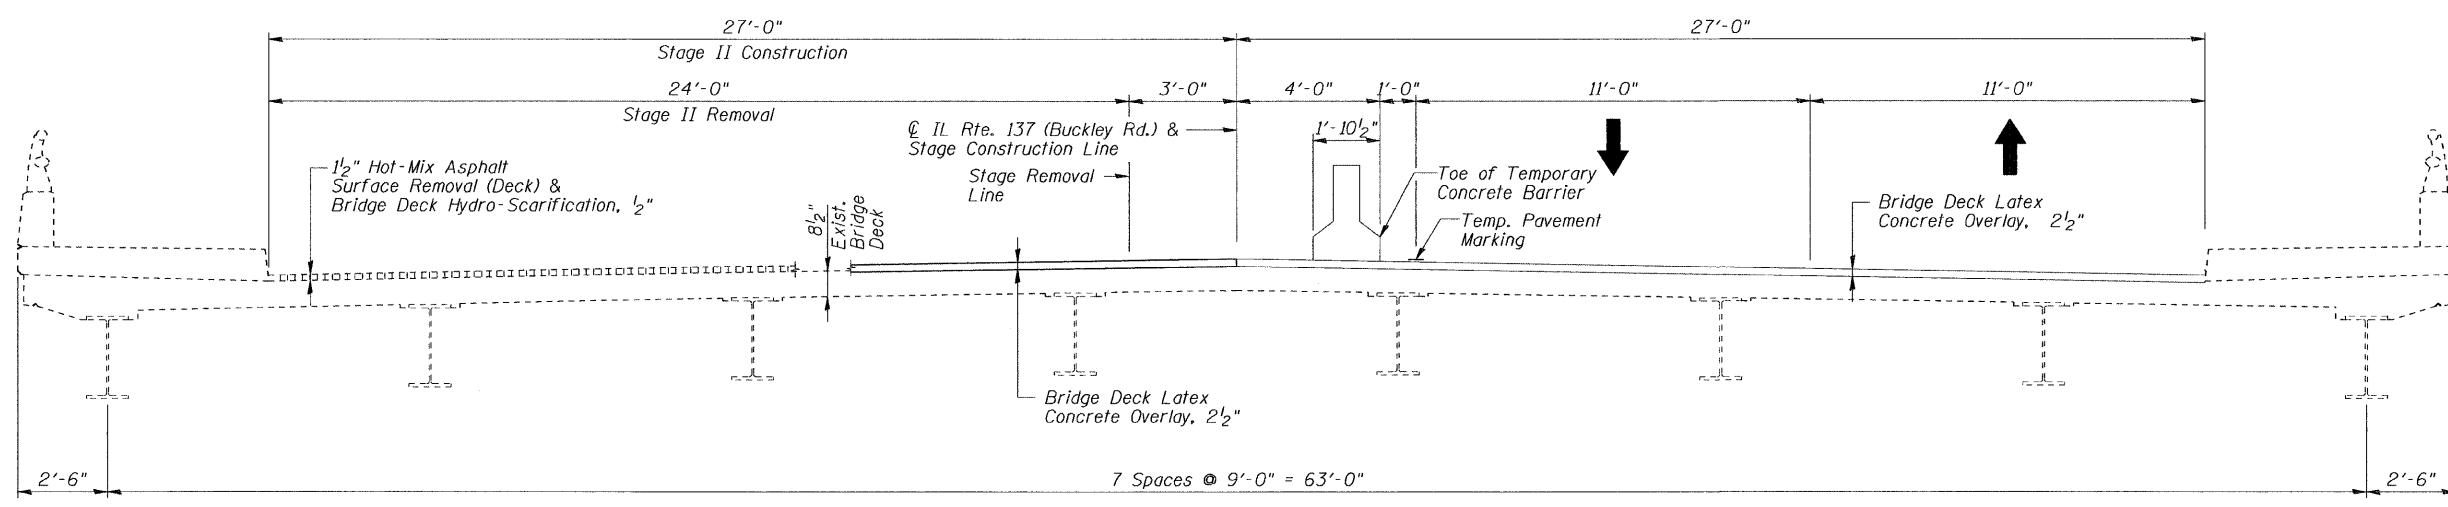 27'-0"
27'-0"
Stage II Construction
24'-0"
3'-0"
4'-0"
1'-0"
11'-0"
11'-0"
Stage II Removal
℄ IL Rte. 137 (Buckley Rd.) &
Stage Construction Line
1'-10½"
1½" Hot-Mix Asphalt
Surface Removal (Deck) &
Bridge Deck Hydro-Scarification, ½"
Stage Removal
Line
Toe of Temporary
Concrete Barrier
8½"
Exist.
Bridge
Deck
Temp. Pavement
Marking
Bridge Deck Latex
Concrete Overlay, 2½"
Bridge Deck Latex
Concrete Overlay, 2½"
2'-6"
7 Spaces @ 9'-0" = 63'-0"
2'-6"